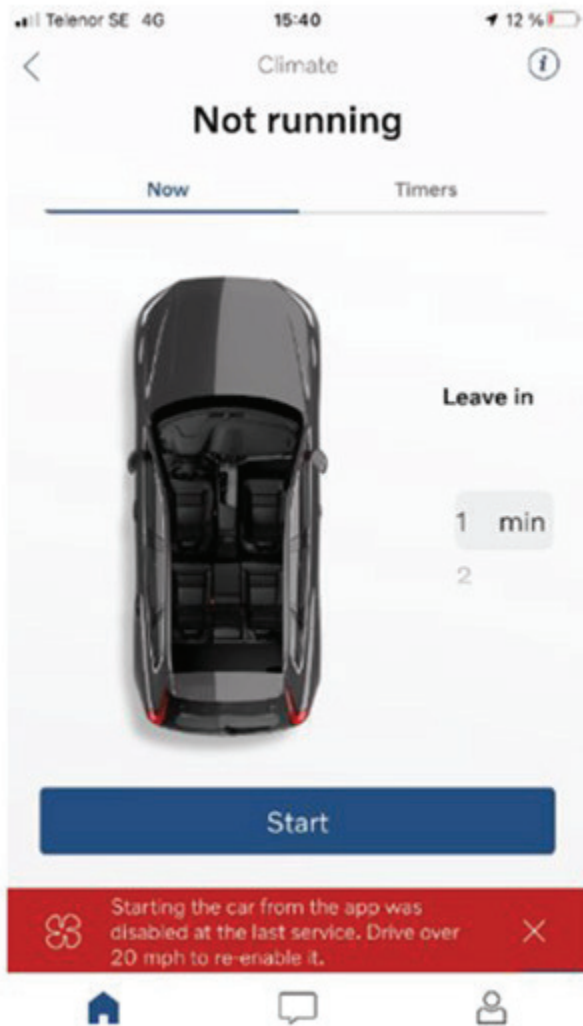 Telenor SE 4G 15:40 12 %
Climate
Not running
Now Timers
Leave in
1 min
2
Start
Starting the car from the app was
disabled at the last service. Drive over
20 mph to re-enable it.